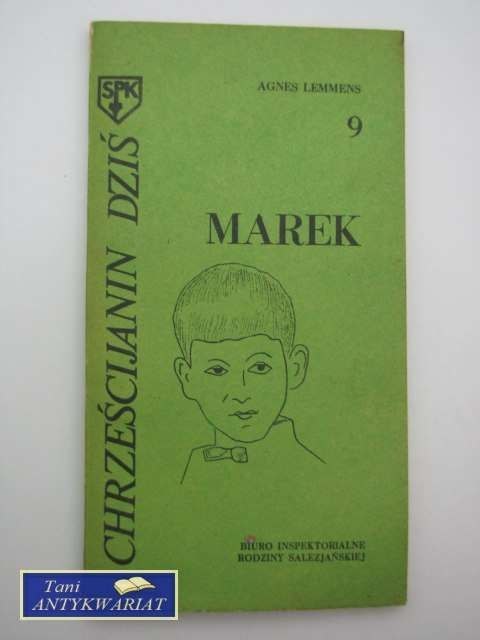 SPK
CHRZEŚCIJANIN DZIŚ
AGNES LEMMENS
9
MAREK
BIURO INSPEKTORIALNE
RODZINY SALEZJAŃSKIEJ
Tani
ANTYKWARIAT